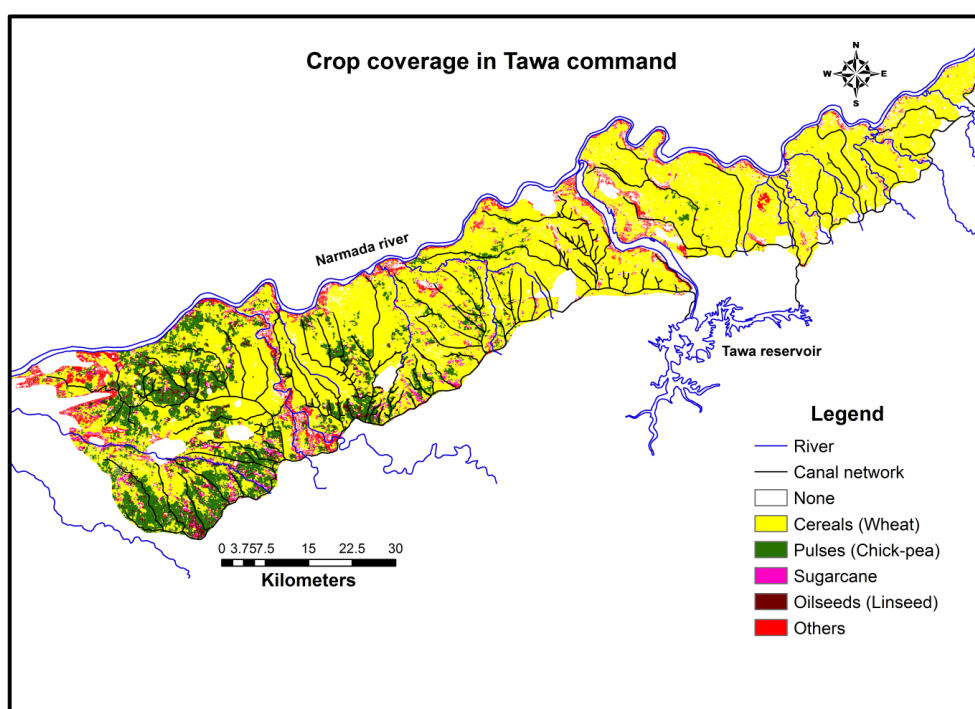 Crop coverage in Tawa command
N
W E
S
Narmada river
Tawa reservoir
Legend
River
Canal network
None
Cereals (Wheat)
Pulses (Chick-pea)
Sugarcane
Oilseeds (Linseed)
Others
0 3.757.5 15 22.5 30
Kilometers